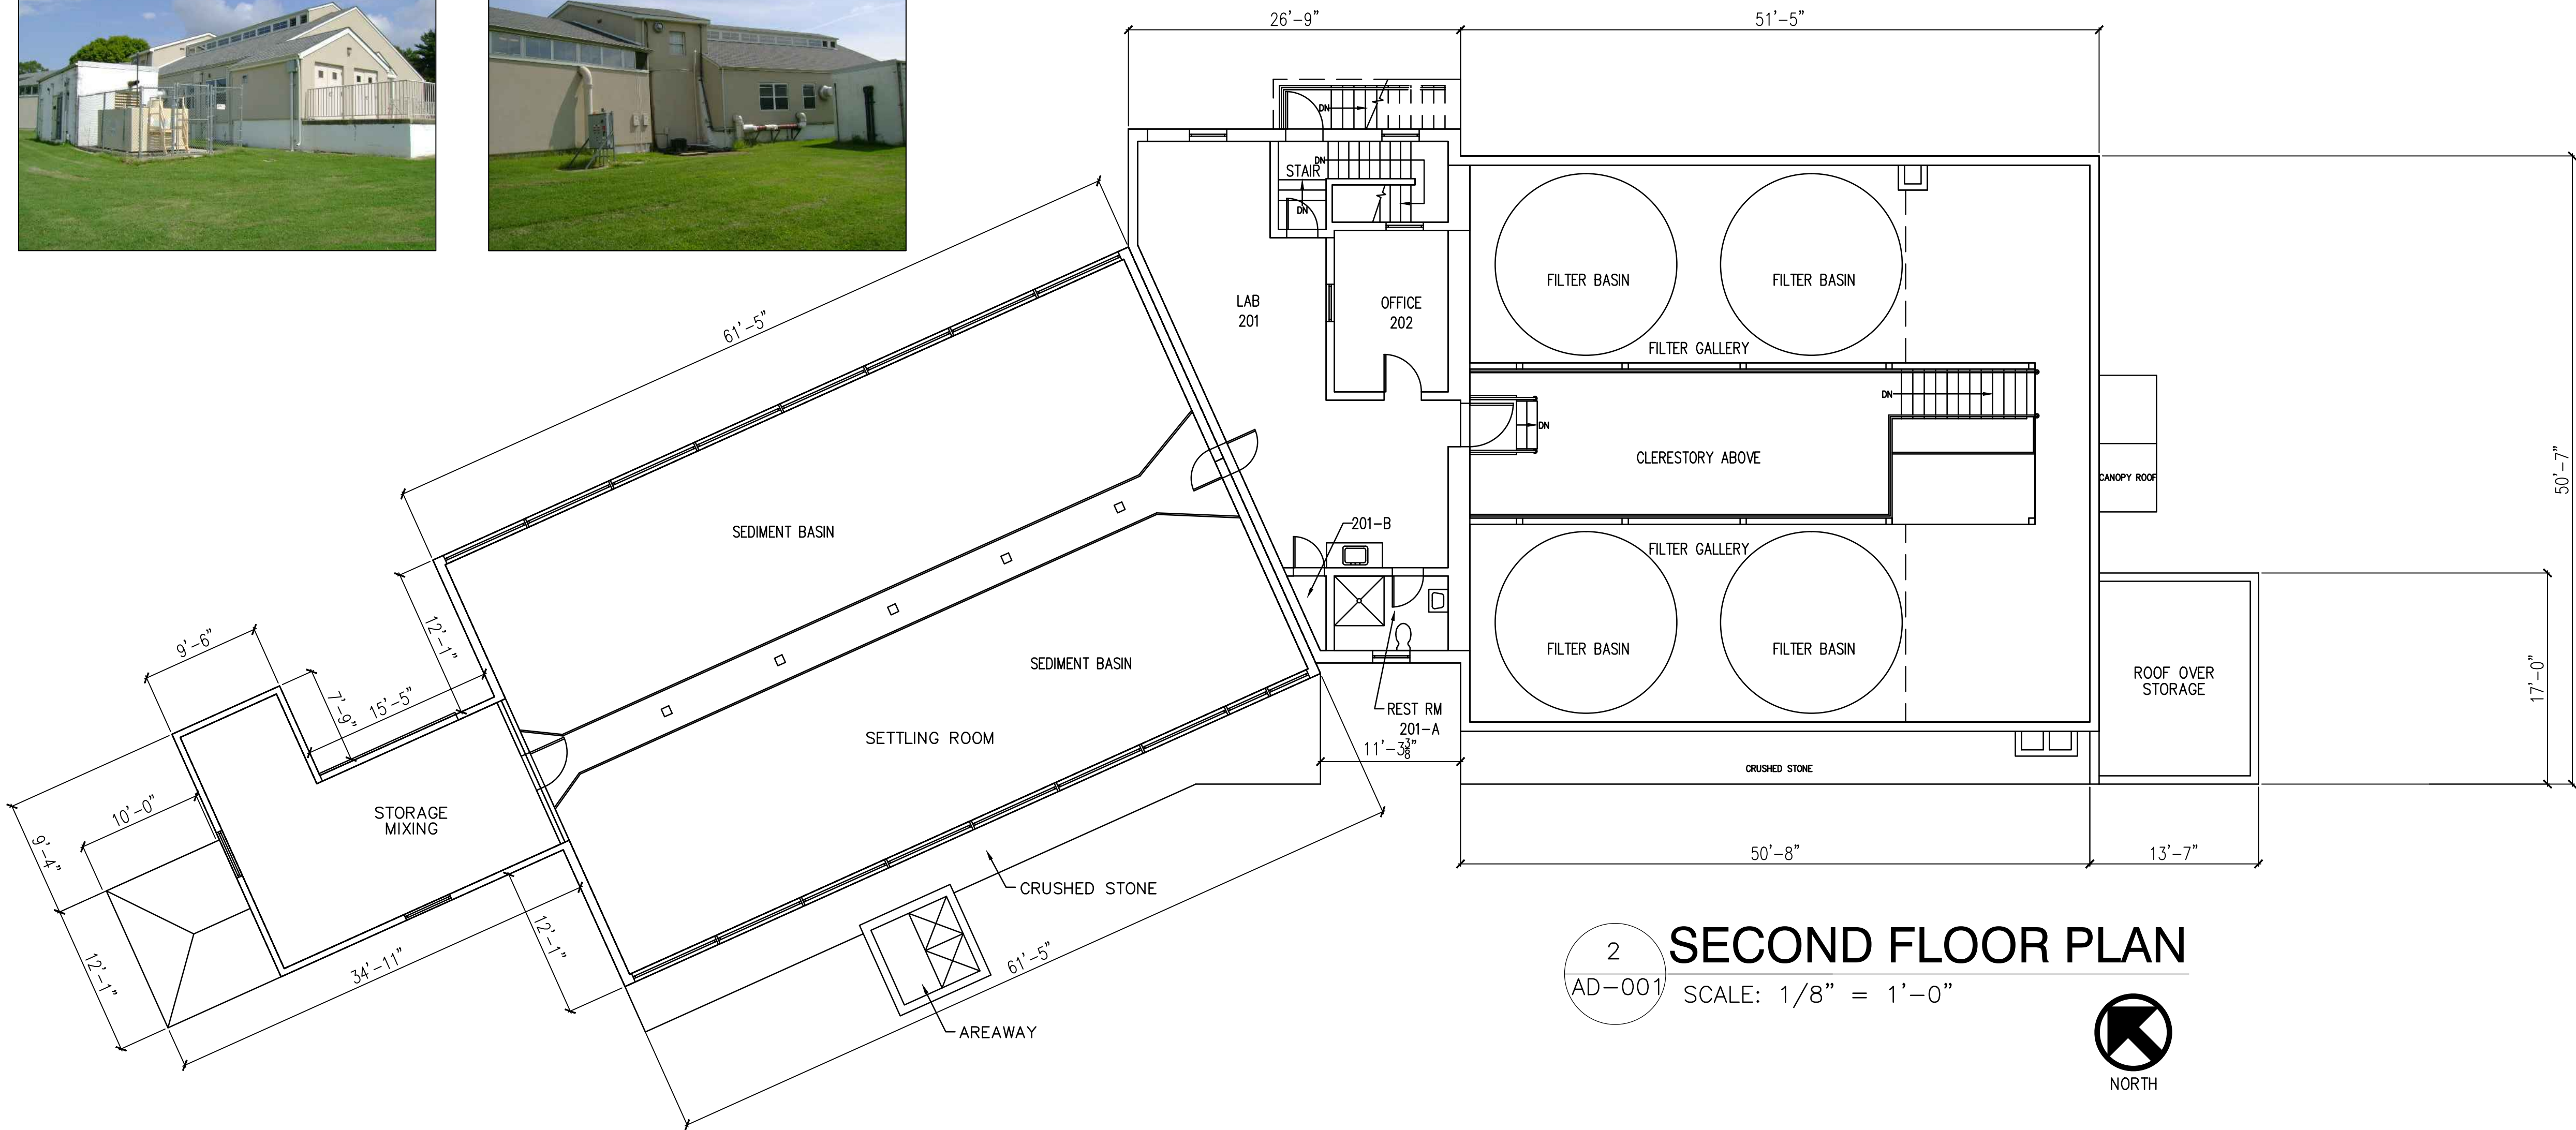 26'-9"
51'-5"
DN
DN
STAIR
DN
61'-5"
LAB
201
OFFICE
202
FILTER BASIN
FILTER BASIN
FILTER GALLERY
DN
DN
CLERESTORY ABOVE
CANOPY ROOF
50'-7"
SEDIMENT BASIN
201-B
FILTER GALLERY
12'-1"
9'-6"
7'-9"
15'-5"
SEDIMENT BASIN
FILTER BASIN
FILTER BASIN
ROOF OVER
STORAGE
17'-0"
REST RM
201-A
SETTLING ROOM
11'-3 3/8"
CRUSHED STONE
STORAGE
MIXING
10'-0"
9'-4"
50'-8"
13'-7"
CRUSHED STONE
12'-1"
34'-11"
12'-1"
61'-5"
AREAWAY
2
AD-001
SECOND FLOOR PLAN
SCALE: 1/8" = 1'-0"
NORTH